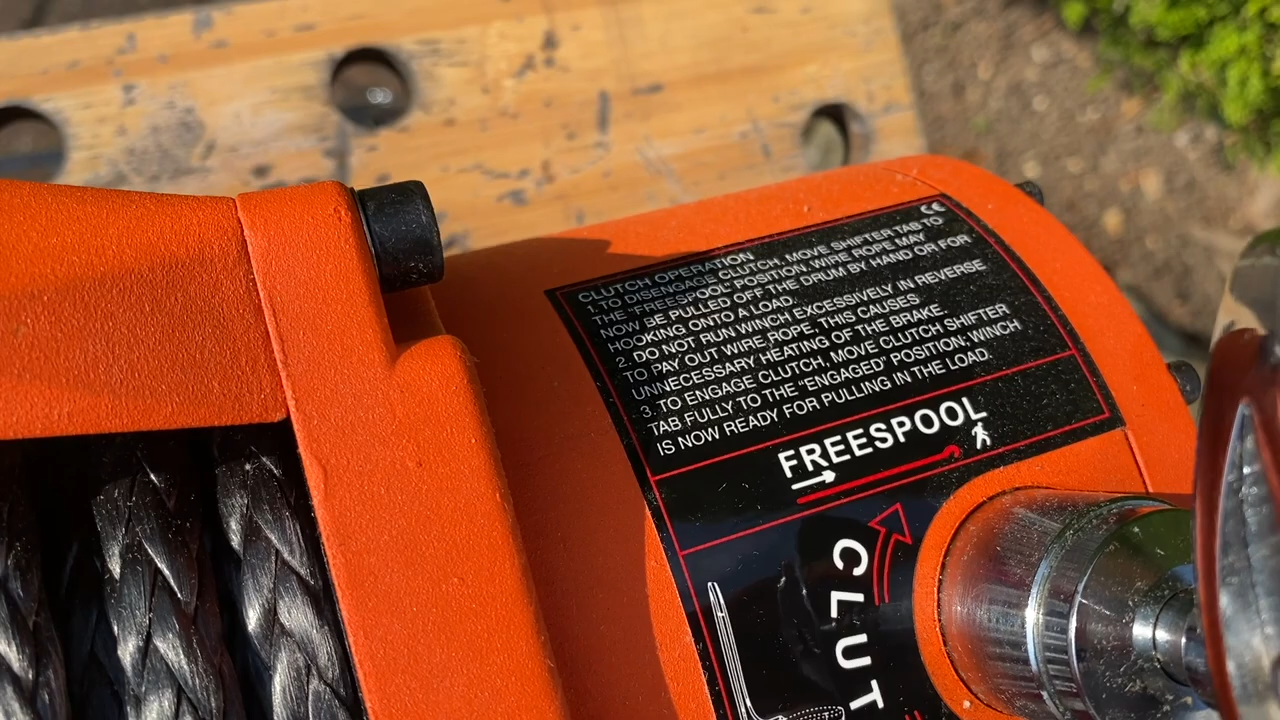 CE
CLUTCH OPERATION
1. TO DISENGAGE CLUTCH, MOVE SHIFTER TAB TO
THE "FREESPOOL" POSITION. WIRE ROPE MAY
NOW BE PULLED OFF THE DRUM BY HAND OR FOR
HOOKING ONTO A LOAD.
2. DO NOT RUN WINCH EXCESSIVELY IN REVERSE
TO PAY OUT WIRE ROPE, THIS CAUSES
UNNECESSARY HEATING OF THE BRAKE.
3. TO ENGAGE CLUTCH, MOVE CLUTCH SHIFTER
TAB FULLY TO THE "ENGAGED" POSITION; WINCH
IS NOW READY FOR PULLING IN THE LOAD.
FREESPOOL
CLUT